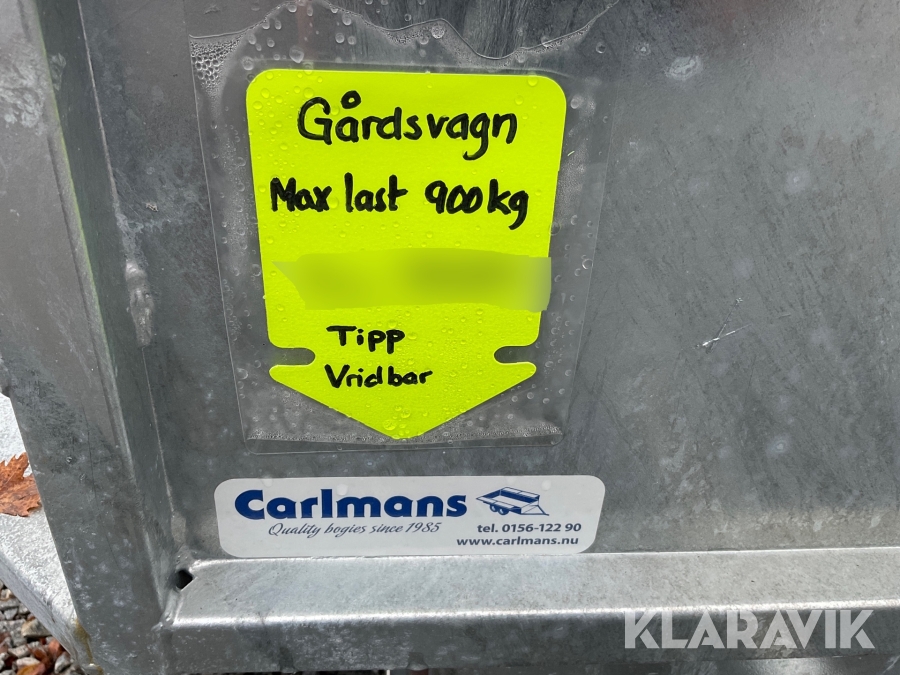 Gårdsvagn
Max last 900kg
Tipp
Vridbar
Carlmans
Quality bogies since 1985
tel. 0156-122 90
www.carlmans.nu
KLARAVIK